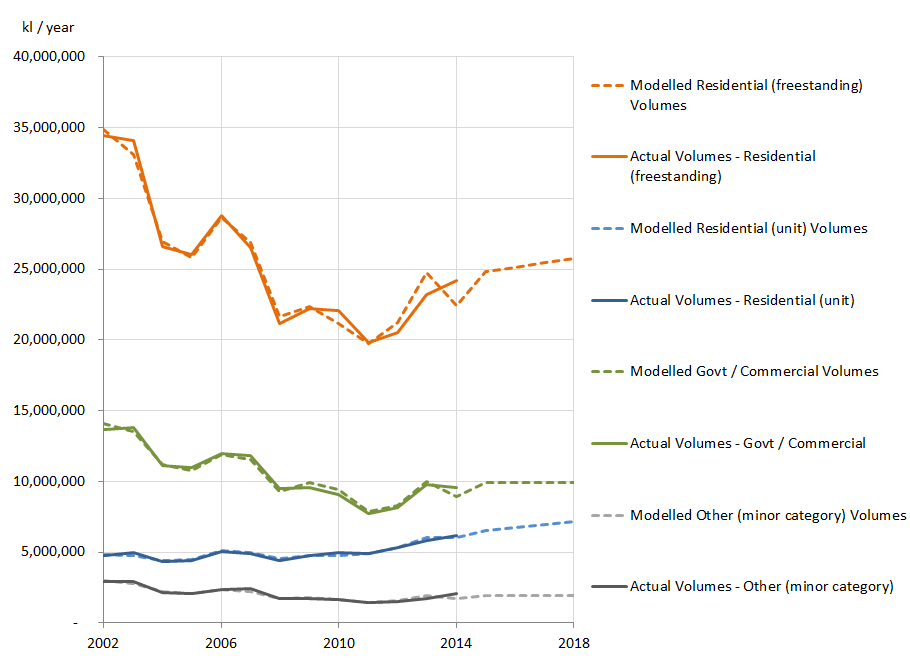 kl / year
40,000,000
35,000,000
30,000,000
25,000,000
20,000,000
15,000,000
10,000,000
5,000,000
-
2002
2006
2010
2014
2018
Modelled Residential (freestanding)
Volumes
Actual Volumes - Residential
(freestanding)
Modelled Residential (unit) Volumes
Actual Volumes - Residential (unit)
Modelled Govt / Commercial Volumes
Actual Volumes - Govt / Commercial
Modelled Other (minor category) Volumes
Actual Volumes - Other (minor category)